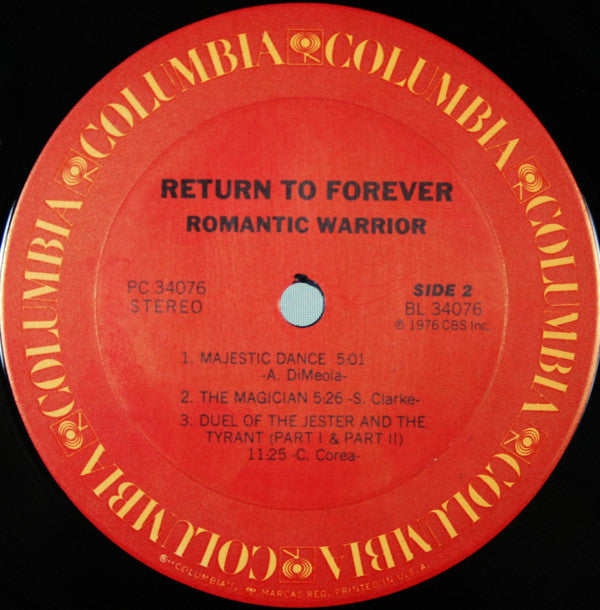 COLUMBIA COLUMBIA COLUMBIA COLUMBIA COLUMBIA COLUMBIA
RETURN TO FOREVER
ROMANTIC WARRIOR
PC 34076
STEREO
SIDE 2
BL 34076
℗ 1976 CBS Inc.
1. MAJESTIC DANCE 5:01
-A. DiMeola-
2. THE MAGICIAN 5:26 -S. Clarke-
3. DUEL OF THE JESTER AND THE
TYRANT (PART I & PART II)
11:25 -C. Corea-
®"COLUMBIA", MARCAS REG. PRINTED IN U.S.A.